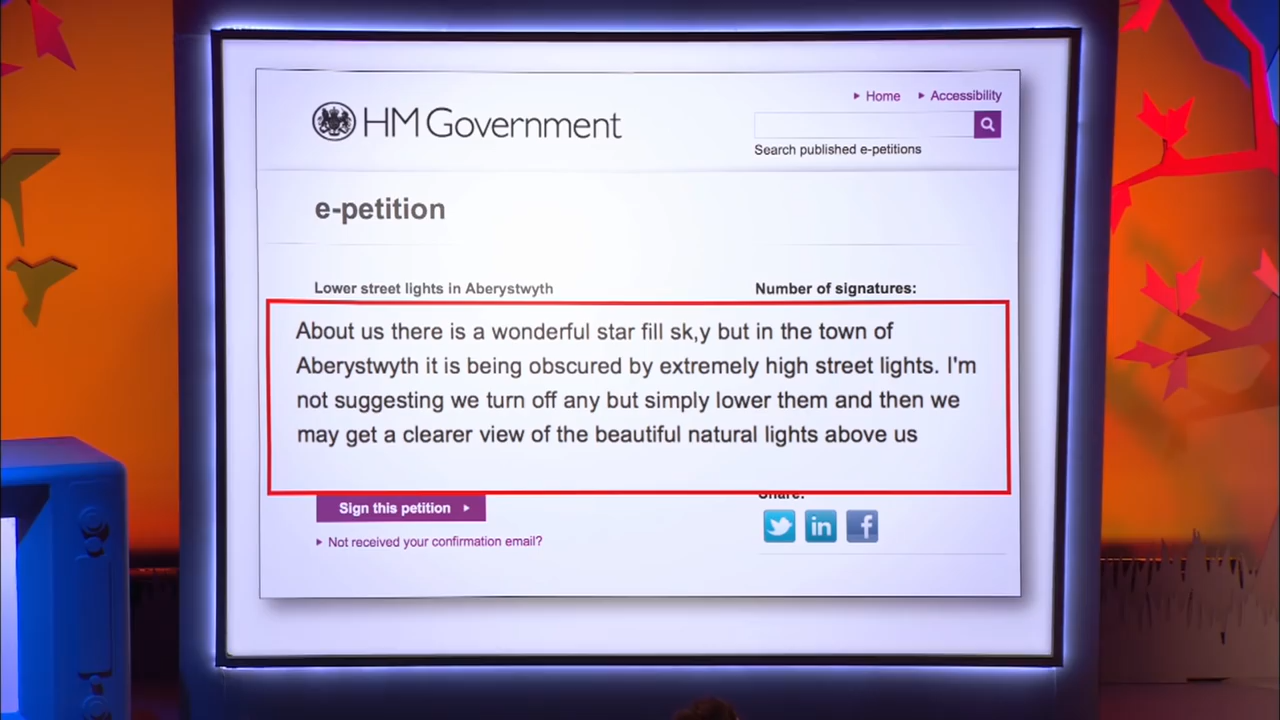 Home Accessibility
HM Government
Search published e-petitions
e-petition
Lower street lights in Aberystwyth
Number of signatures:
About us there is a wonderful star fill sk,y but in the town of
Aberystwyth it is being obscured by extremely high street lights. I'm
not suggesting we turn off any but simply lower them and then we
may get a clearer view of the beautiful natural lights above us
Share:
Sign this petition
in
f
Not received your confirmation email?